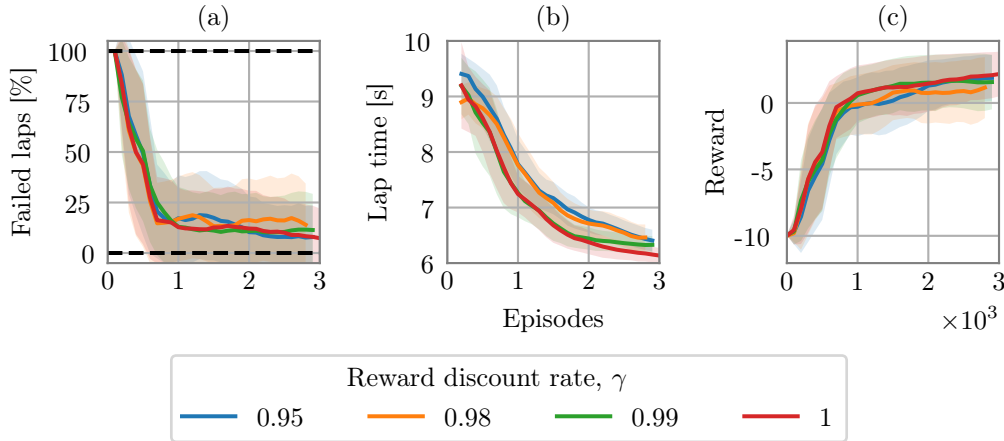 (a)
Failed laps [%]
100
75
50
25
0
0 1 2 3
(b)
Lap time [s]
10
9
8
7
6
0 1 2 3
Episodes
(c)
Reward
0
-5
-10
0 1 2 3
×10³
Reward discount rate, γ
0.95 0.98 0.99 1